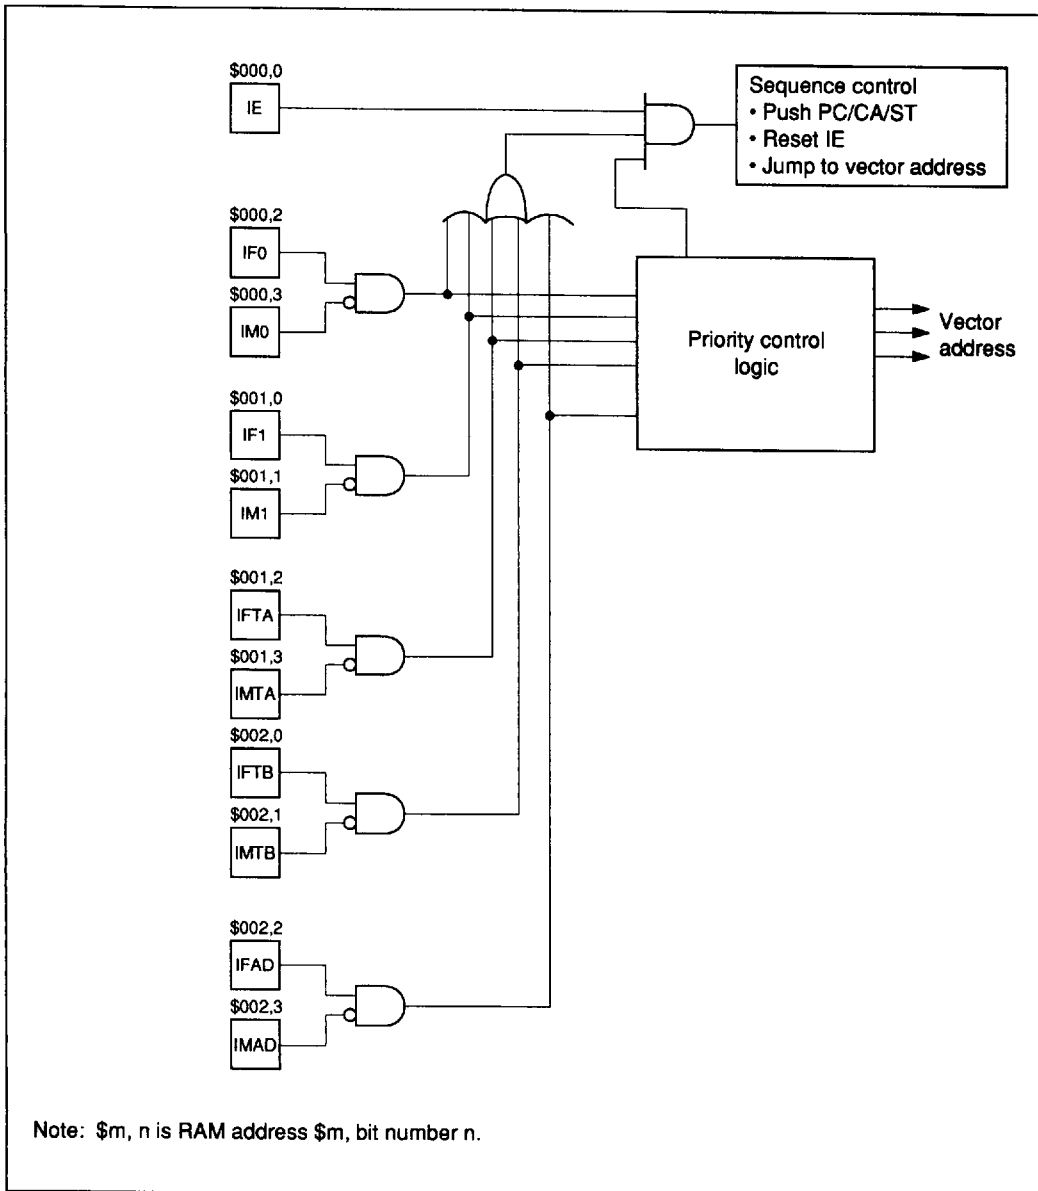 $000,0
IE
Sequence control
• Push PC/CA/ST
• Reset IE
• Jump to vector address
$000,2
IF0
$000,3
IM0
Priority control
logic
Vector
address
$001,0
IF1
$001,1
IM1
$001,2
IFTA
$001,3
IMTA
$002,0
IFTB
$002,1
IMTB
$002,2
IFAD
$002,3
IMAD
Note: $m, n is RAM address $m, bit number n.